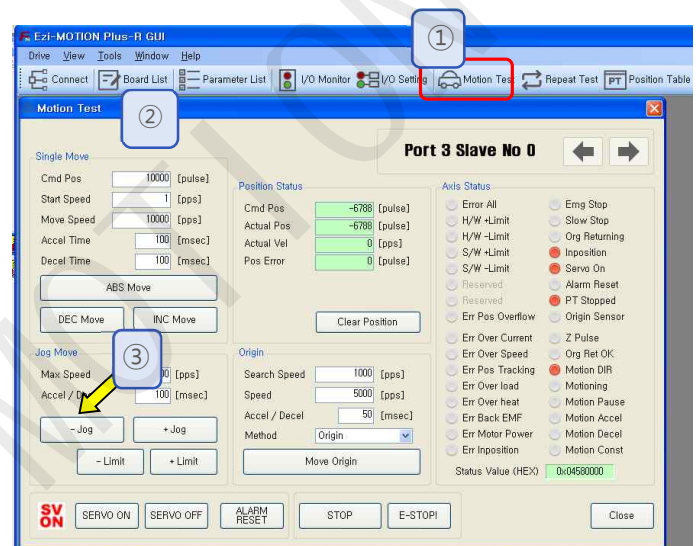 Ezi-MOTION Plus-R GUI
①
Drive View Tools Window Help
Connect Board List Parameter List I/O Monitor I/O Setting Motion Test Repeat Test PT Position Table
Motion Test
②
Port 3 Slave No 0
Single Move
Cmd Pos 10000 [pulse]
Start Speed 1 [pps]
Move Speed 10000 [pps]
Accel Time 100 [msec]
Decel Time 100 [msec]
ABS Move
DEC Move INC Move
Position Status
Cmd Pos -6788 [pulse]
Actual Pos -6788 [pulse]
Actual Vel 0 [pps]
Pos Error 0 [pulse]
Clear Position
Axis Status
Error All Emg Stop
H/W +Limit Slow Stop
H/W -Limit Org Returning
S/W +Limit Inposition
S/W -Limit Servo On
Reserved Alarm Reset
Reserved PT Stopped
Err Pos Overflow Origin Sensor
Err Over Current Z Pulse
Err Over Speed Org Ret OK
Err Pos Tracking Motion DIR
Err Over load Motioning
Err Over heat Motion Pause
Err Back EMF Motion Accel
Err Motor Power Motion Decel
Err Inposition Motion Const
Status Value (HEX) 0x04580000
Jog Move
③
Max Speed [pps]
Accel / 100 [msec]
- Jog + Jog
- Limit + Limit
Origin
Search Speed 1000 [pps]
Speed 5000 [pps]
Accel / Decel 50 [msec]
Method Origin
Move Origin
SV ON SERVO ON SERVO OFF ALARM RESET STOP E-STOP! Close
MOTION